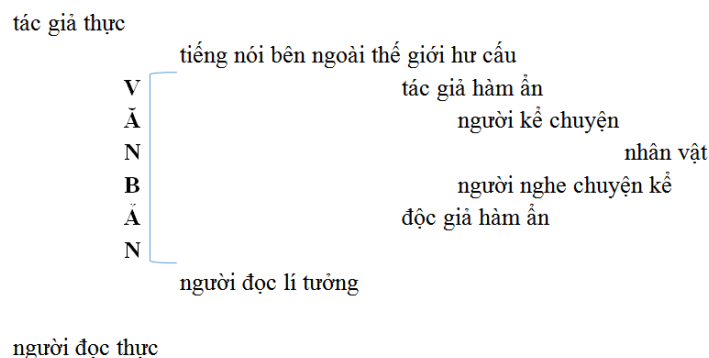 tác giả thực
tiếng nói bên ngoài thế giới hư cấu
V tác giả hàm ẩn
Ă người kể chuyện
N nhân vật
B người nghe chuyện kể
Ả độc giả hàm ẩn
N
người đọc lí tưởng
người đọc thực